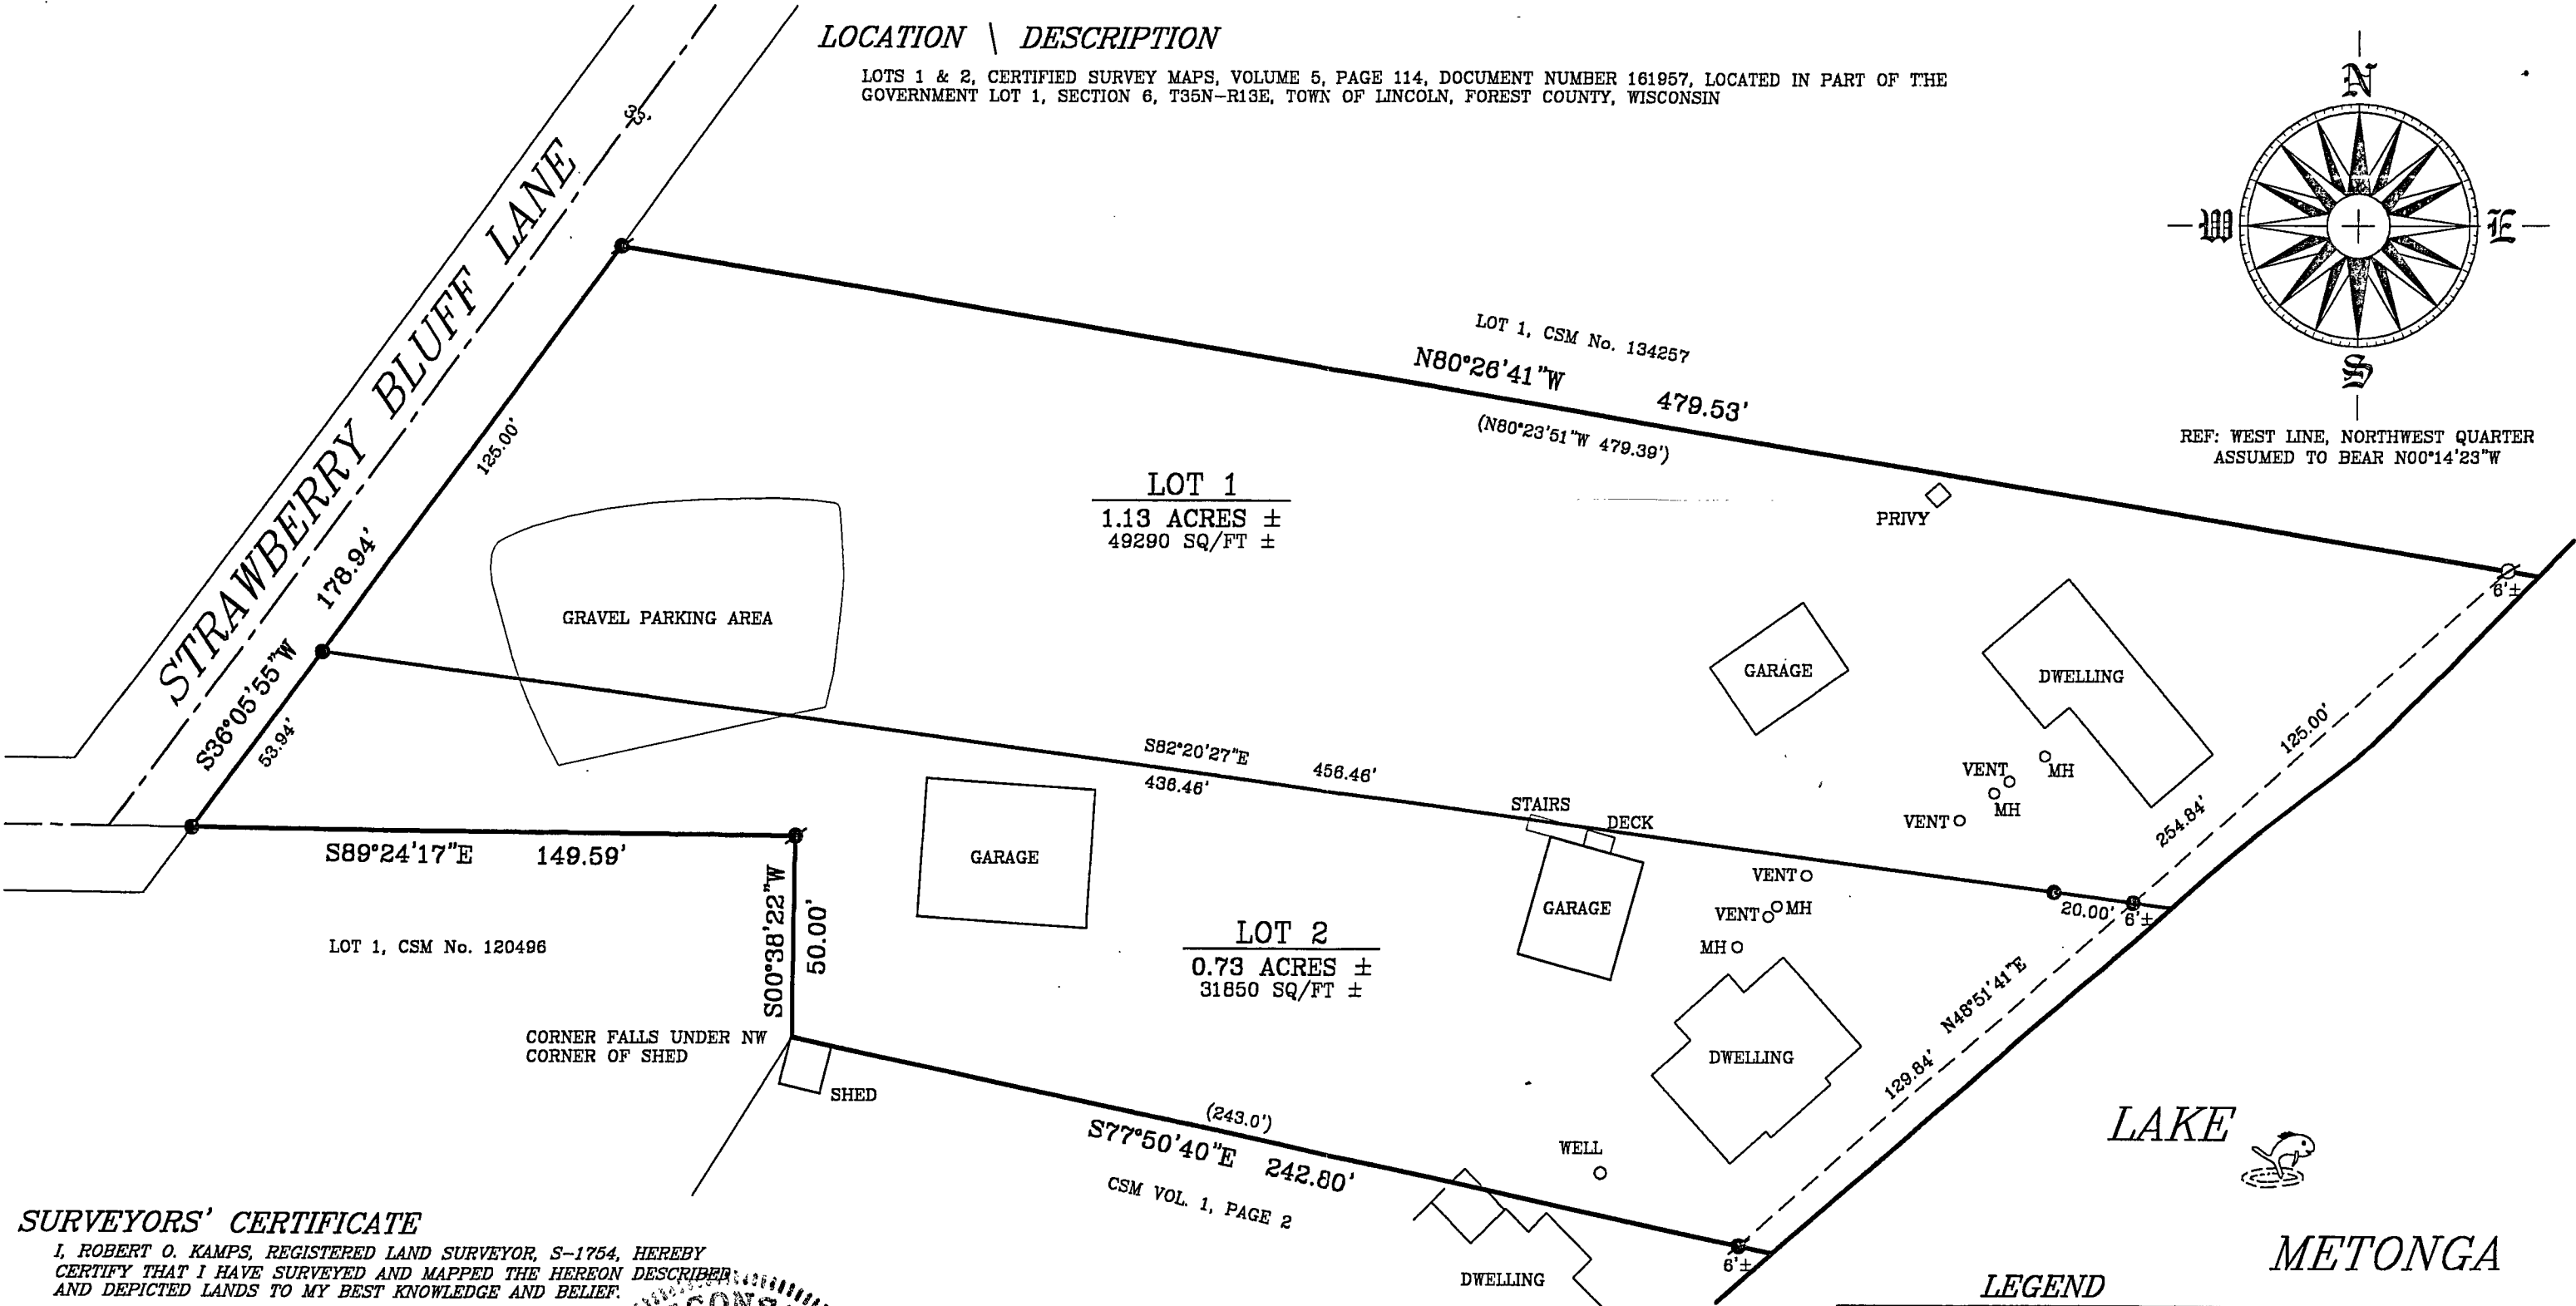 LOCATION \ DESCRIPTION
LOTS 1 & 2, CERTIFIED SURVEY MAPS, VOLUME 5, PAGE 114, DOCUMENT NUMBER 161957, LOCATED IN PART OF THE
GOVERNMENT LOT 1, SECTION 6, T35N-R13E, TOWN OF LINCOLN, FOREST COUNTY, WISCONSIN
N
W
E
S
REF: WEST LINE, NORTHWEST QUARTER
ASSUMED TO BEAR N00°14'23"W
33'
STRAWBERRY BLUFF LANE
125.00'
178.94'
S36°05'55"W
53.94'
LOT 1, CSM No. 134257
N80°26'41"W 479.53'
(N80°23'51"W 479.39')
LOT 1
1.13 ACRES ±
49290 SQ/FT ±
PRIVY
6'±
GRAVEL PARKING AREA
GARAGE
DWELLING
125.00'
VENT
MH
MH
VENT
254.84'
S82°20'27"E 456.46'
436.46'
STAIRS
DECK
20.00'
6'±
S89°24'17"E 149.59'
GARAGE
GARAGE
VENT
VENT
MH
MH
S00°38'22"W
50.00'
LOT 1, CSM No. 120496
LOT 2
0.73 ACRES ±
31850 SQ/FT ±
N48°51'41"E
129.84'
DWELLING
CORNER FALLS UNDER NW
CORNER OF SHED
SHED
(243.0')
S77°50'40"E 242.80'
CSM VOL. 1, PAGE 2
WELL
6'±
DWELLING
LAKE
METONGA
SURVEYORS' CERTIFICATE
I, ROBERT O. KAMPS, REGISTERED LAND SURVEYOR, S-1754, HEREBY
CERTIFY THAT I HAVE SURVEYED AND MAPPED THE HEREON DESCRIBED
AND DEPICTED LANDS TO MY BEST KNOWLEDGE AND BELIEF.
LEGEND